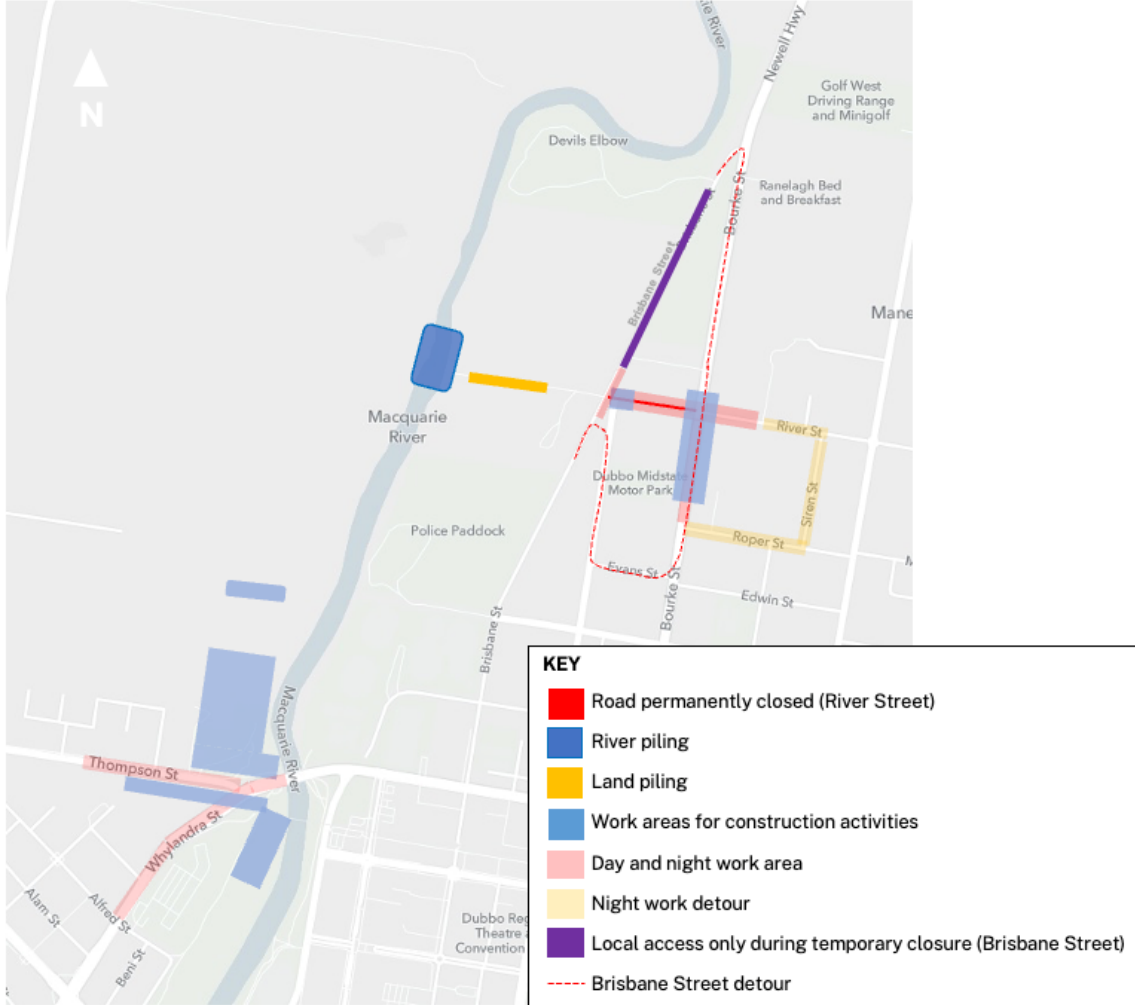 ie River
Newell Hwy
N
Golf West
Driving Range
and Minigolf
Devils Elbow
Ranelagh Bed
and Breakfast
Bourke St
Brisbane Street
Mane
Macquarie
River
River St
Dubbo Midstate
Motor Park
Siren St
Police Paddock
Roper St
Evans St
Edwin St
Bourke St
Brisbane St
Macquarie River
Thompson St
Whylandra St
Alam St
Alfred St
Beni St
Dubbo Reg
Theatre a
Convention
KEY
Road permanently closed (River Street)
River piling
Land piling
Work areas for construction activities
Day and night work area
Night work detour
Local access only during temporary closure (Brisbane Street)
Brisbane Street detour